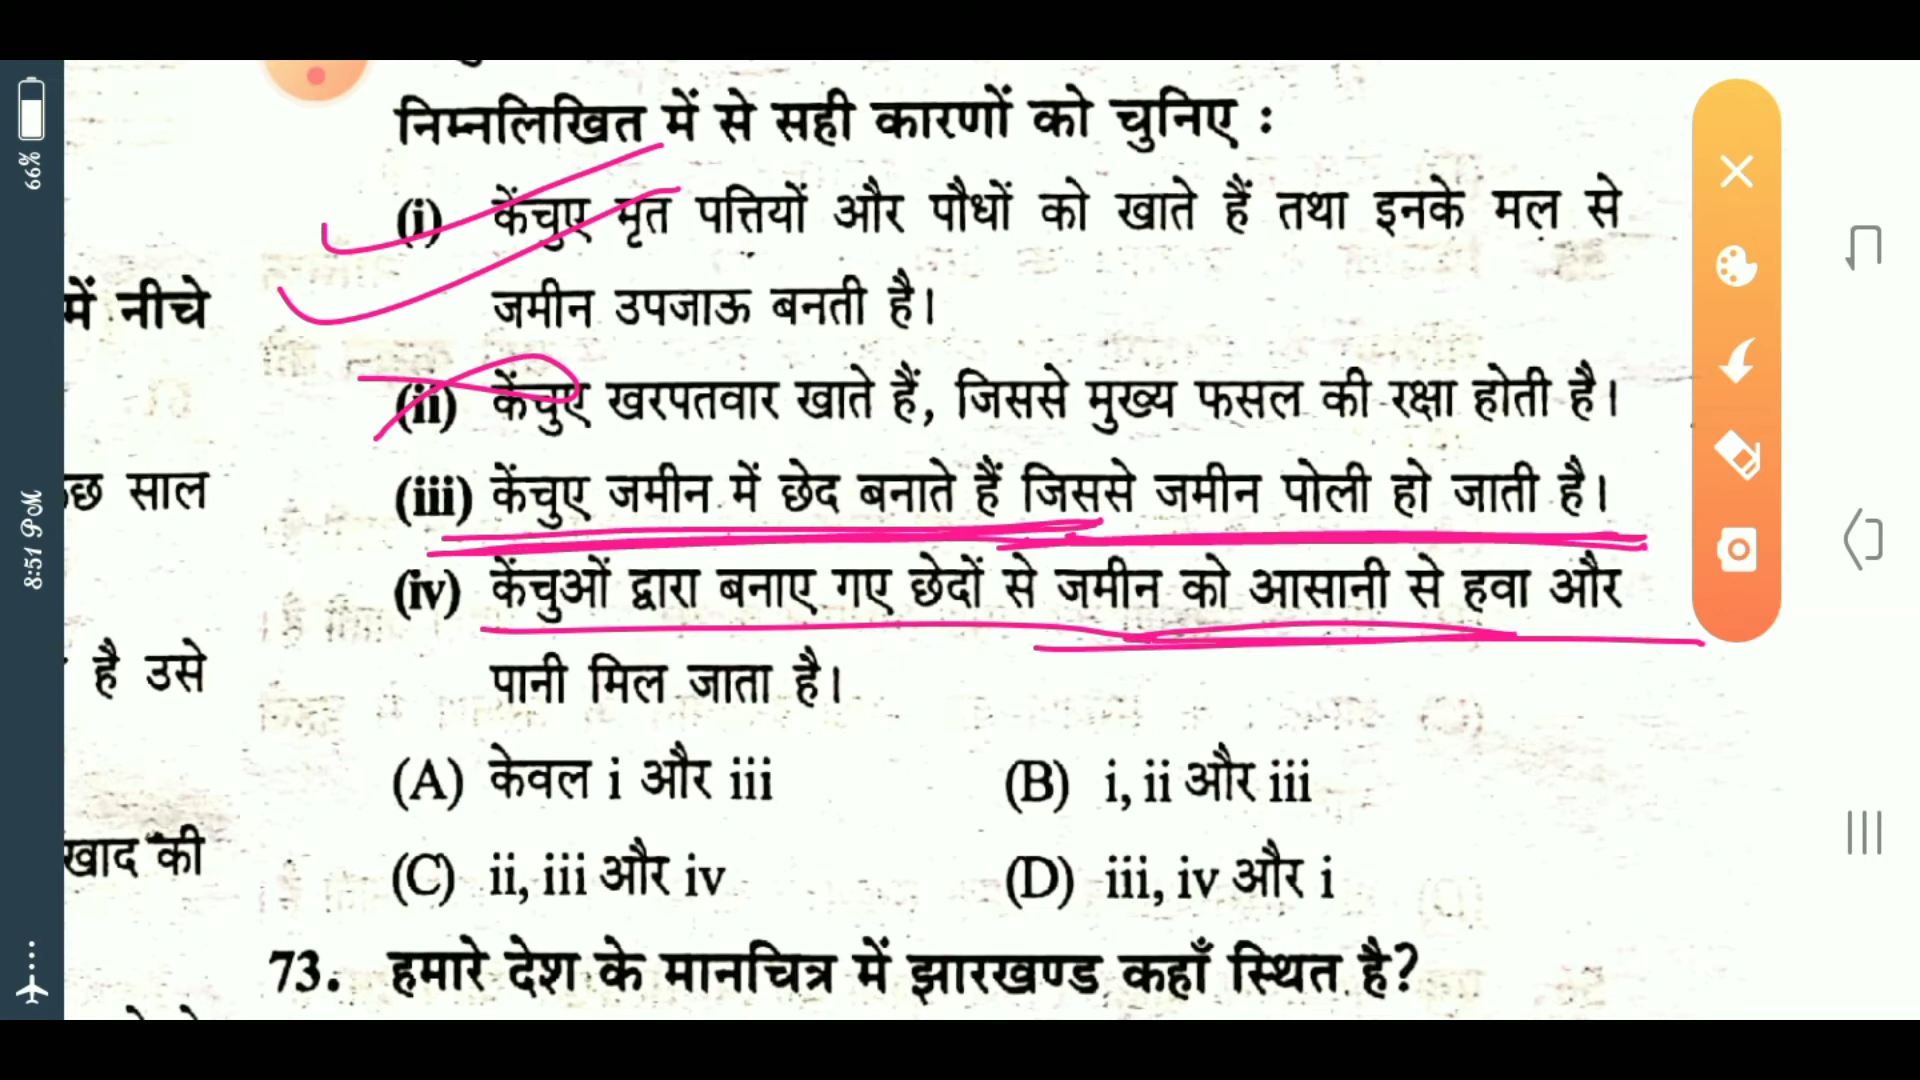 निम्नलिखित में से सही कारणों को चुनिए :
(i) केंचुए मृत पत्तियों और पौधों को खाते हैं तथा इनके मल से
जमीन उपजाऊ बनती है।
(ii) केंचुए खरपतवार खाते हैं, जिससे मुख्य फसल की रक्षा होती है।
(iii) केंचुए जमीन में छेद बनाते हैं जिससे जमीन पोली हो जाती है।
(iv) केंचुओं द्वारा बनाए गए छेदों से जमीन को आसानी से हवा और
पानी मिल जाता है।
(A) केवल i और iii
(B) i, ii और iii
(C) ii, iii और iv
(D) iii, iv और i
73. हमारे देश के मानचित्र में झारखण्ड कहाँ स्थित है?
में नीचे
साल
है उसे
खाद की
66%
8:51 PM